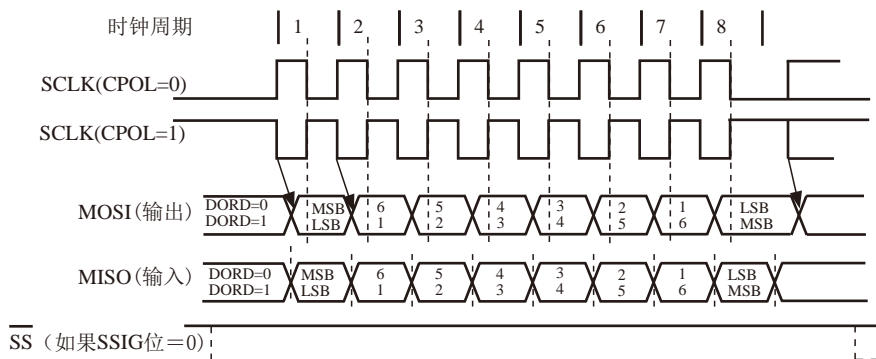 时钟周期 1 2 3 4 5 6 7 8
SCLK(CPOL=0)
SCLK(CPOL=1)
MOSI(输出) DORD=0 MSB 6 5 4 3 2 1 LSB
DORD=1 LSB 1 2 3 4 5 6 MSB
MISO(输入) DORD=0 MSB 6 5 4 3 2 1 LSB
DORD=1 LSB 1 2 3 4 5 6 MSB
SS(如果SSIG位=0)